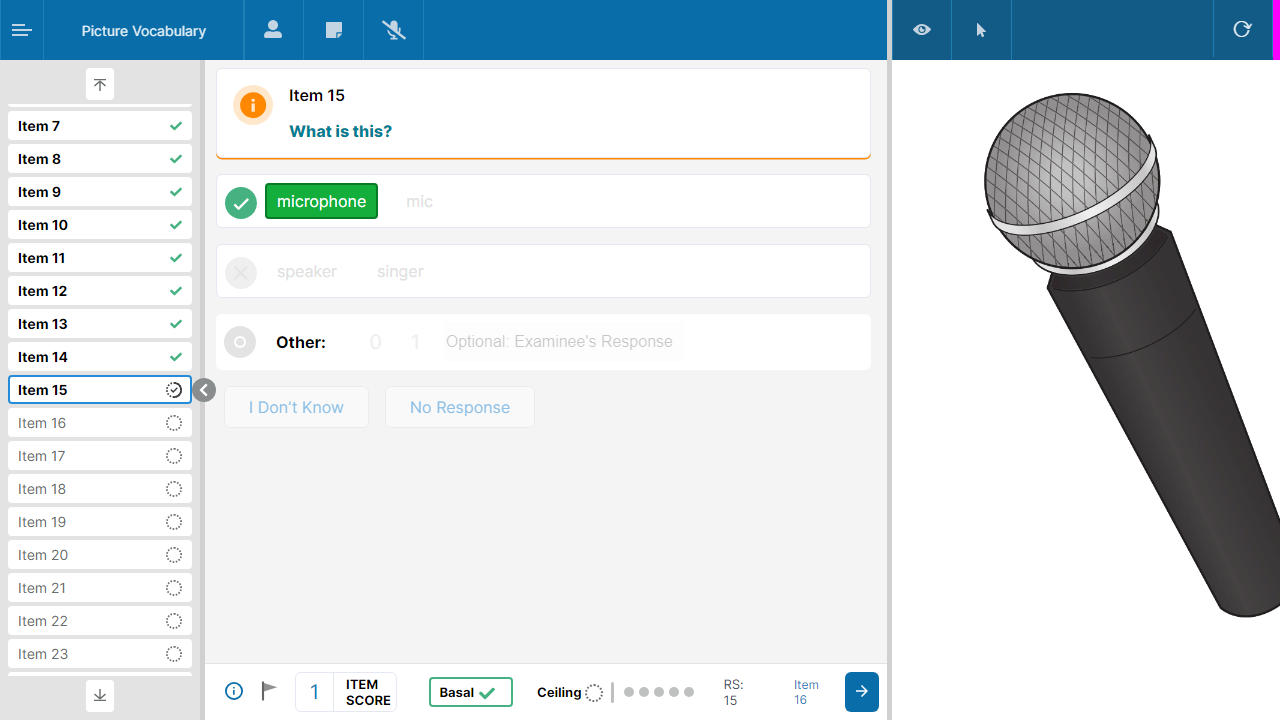 Picture Vocabulary
Item 7
Item 8
Item 9
Item 10
Item 11
Item 12
Item 13
Item 14
Item 15
Item 16
Item 17
Item 18
Item 19
Item 20
Item 21
Item 22
Item 23
Item 15
What is this?
microphone mic
speaker singer
Other: 0 1 Optional: Examinee's Response
I Don't Know No Response
1 ITEM SCORE
Basal
Ceiling
RS: 15
Item 16